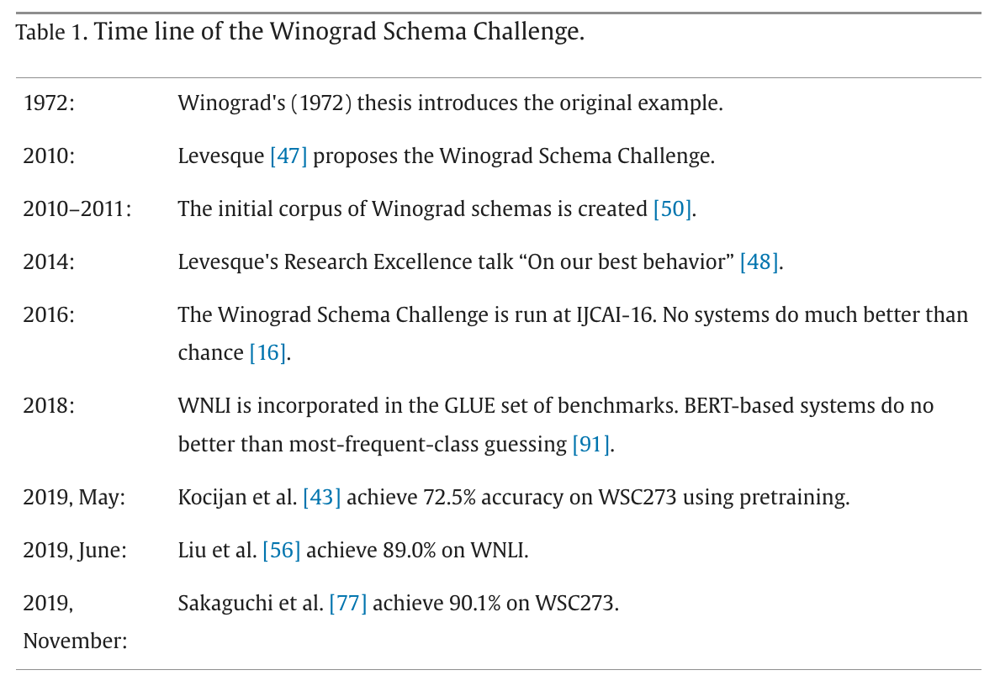 Table 1. Time line of the Winograd Schema Challenge.
1972: Winograd's (1972) thesis introduces the original example.
2010: Levesque [47] proposes the Winograd Schema Challenge.
2010–2011: The initial corpus of Winograd schemas is created [50].
2014: Levesque's Research Excellence talk “On our best behavior” [48].
2016: The Winograd Schema Challenge is run at IJCAI-16. No systems do much better than
chance [16].
2018: WNLI is incorporated in the GLUE set of benchmarks. BERT-based systems do no
better than most-frequent-class guessing [91].
2019, May: Kocijan et al. [43] achieve 72.5% accuracy on WSC273 using pretraining.
2019, June: Liu et al. [56] achieve 89.0% on WNLI.
2019, Sakaguchi et al. [77] achieve 90.1% on WSC273.
November: